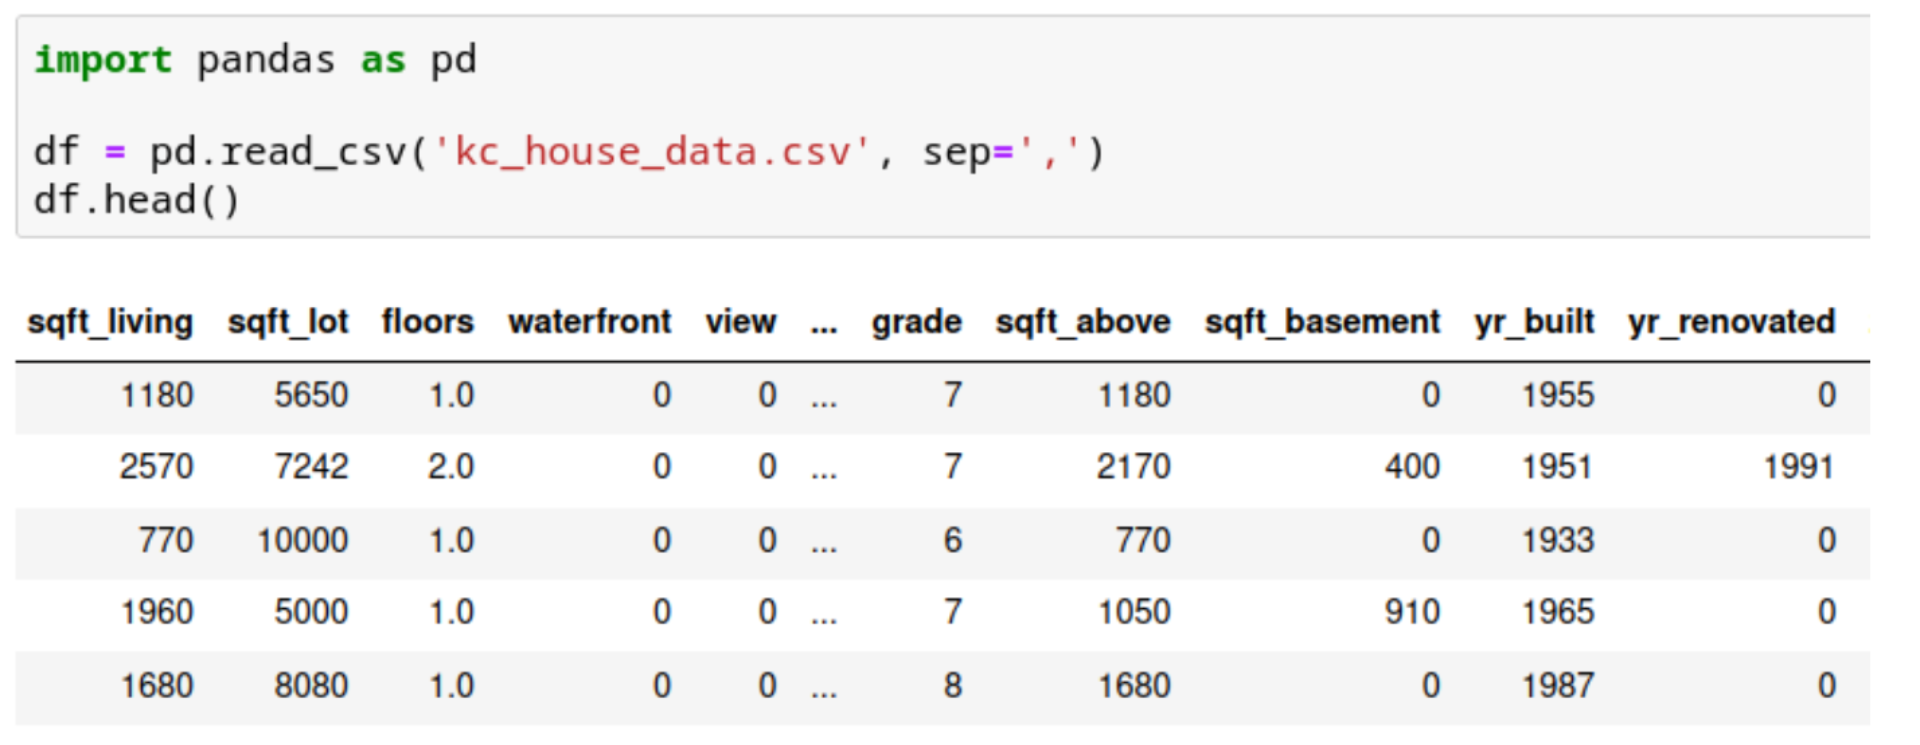 import pandas as pd
df = pd.read_csv('kc_house_data.csv', sep=',')
df.head()
sqft_living sqft_lot floors waterfront view ... grade sqft_above sqft_basement yr_built yr_renovated
1180 5650 1.0 0 0 ... 7 1180 0 1955 0
2570 7242 2.0 0 0 ... 7 2170 400 1951 1991
770 10000 1.0 0 0 ... 6 770 0 1933 0
1960 5000 1.0 0 0 ... 7 1050 910 1965 0
1680 8080 1.0 0 0 ... 8 1680 0 1987 0